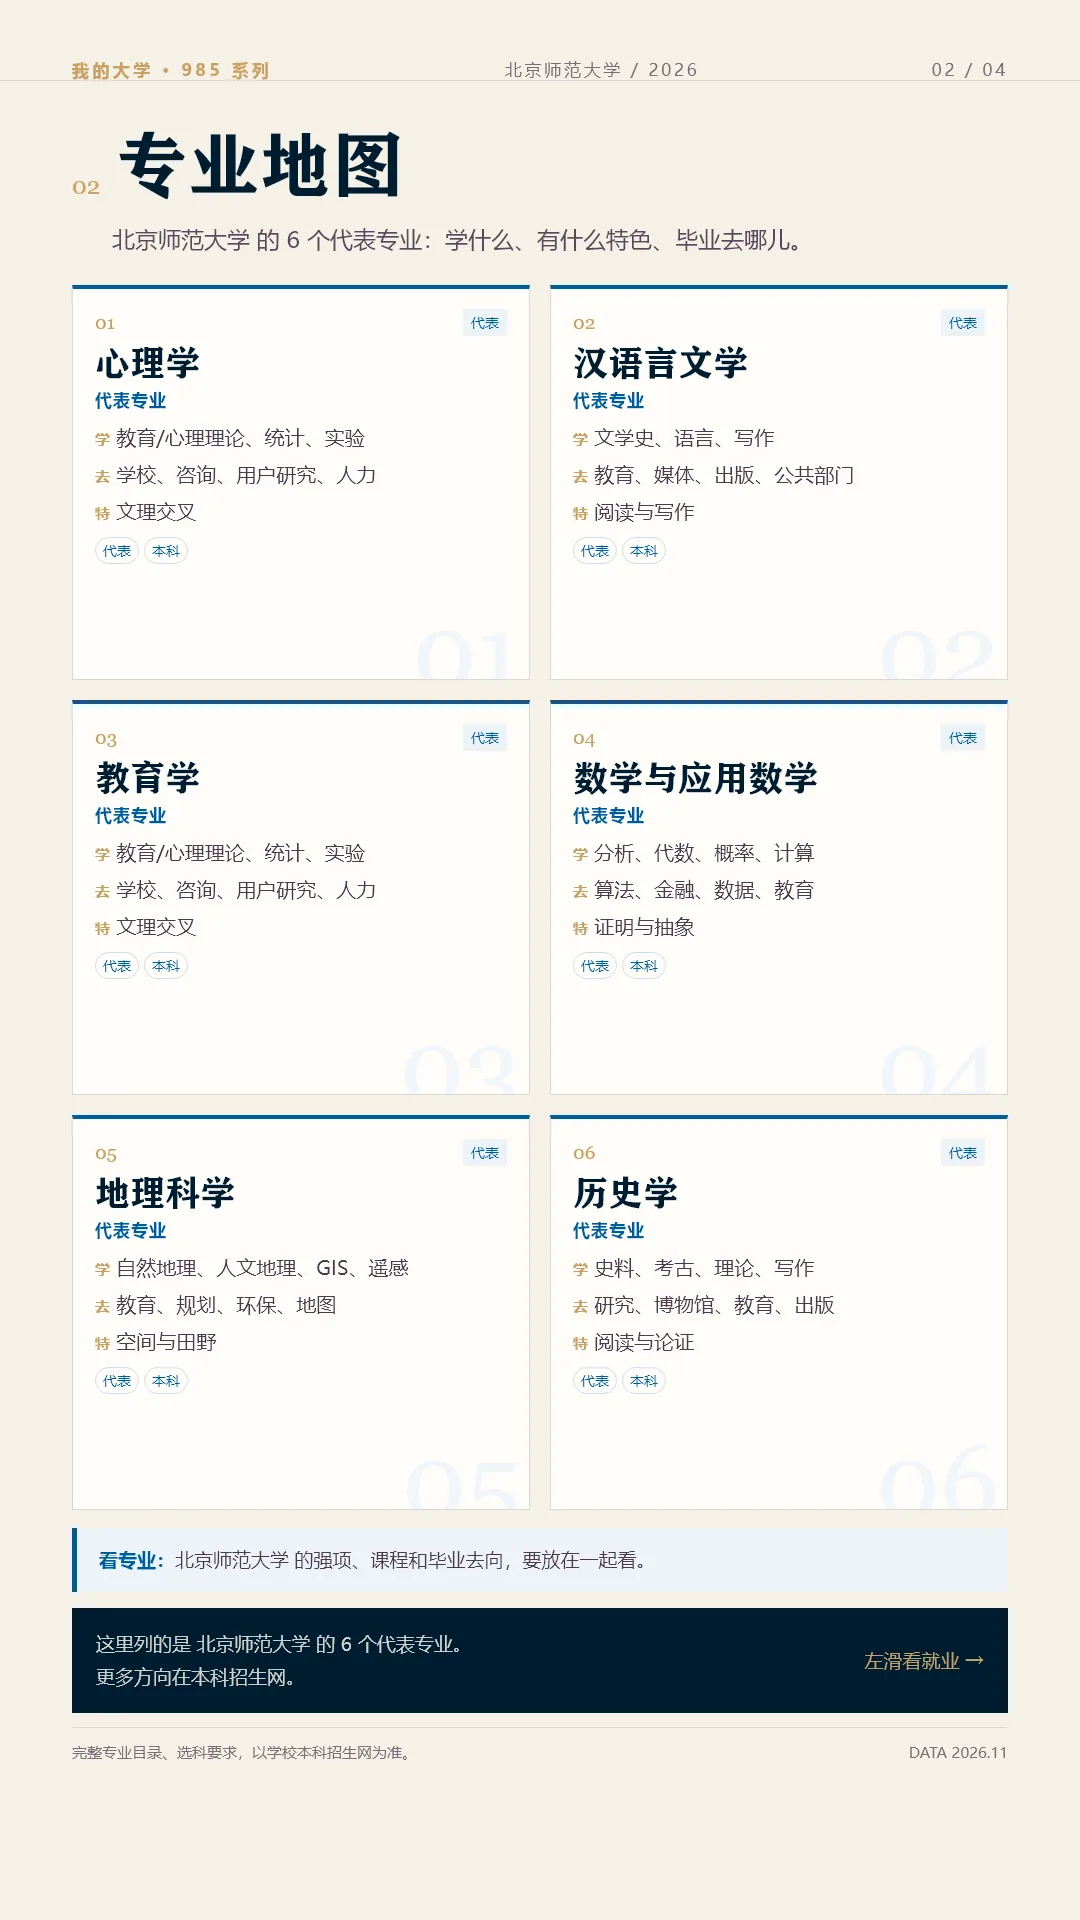 我的大学 • 985 系列
北京师范大学 / 2026
02 / 04
02 专业地图
北京师范大学 的 6 个代表专业：学什么、有什么特色、毕业去哪儿。
01 代表
心理学
代表专业
学 教育/心理理论、统计、实验
去 学校、咨询、用户研究、人力
特 文理交叉
代表 本科
01
02 代表
汉语言文学
代表专业
学 文学史、语言、写作
去 教育、媒体、出版、公共部门
特 阅读与写作
代表 本科
02
03 代表
教育学
代表专业
学 教育/心理理论、统计、实验
去 学校、咨询、用户研究、人力
特 文理交叉
代表 本科
03
04 代表
数学与应用数学
代表专业
学 分析、代数、概率、计算
去 算法、金融、数据、教育
特 证明与抽象
代表 本科
04
05 代表
地理科学
代表专业
学 自然地理、人文地理、GIS、遥感
去 教育、规划、环保、地图
特 空间与田野
代表 本科
05
06 代表
历史学
代表专业
学 史料、考古、理论、写作
去 研究、博物馆、教育、出版
特 阅读与论证
代表 本科
06
看专业：北京师范大学 的强项、课程和毕业去向，要放在一起看。
这里列的是 北京师范大学 的 6 个代表专业。
更多方向在本科招生网。
左滑看就业 →
完整专业目录、选科要求，以学校本科招生网为准。
DATA 2026.11